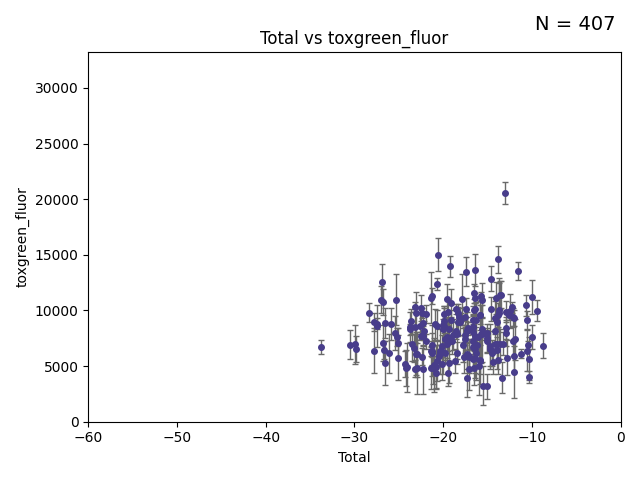 N = 407
Total vs toxgreen_fluor
30000
25000
20000
15000
10000
5000
0
toxgreen_fluor
−60 −50 −40 −30 −20 −10 0
Total